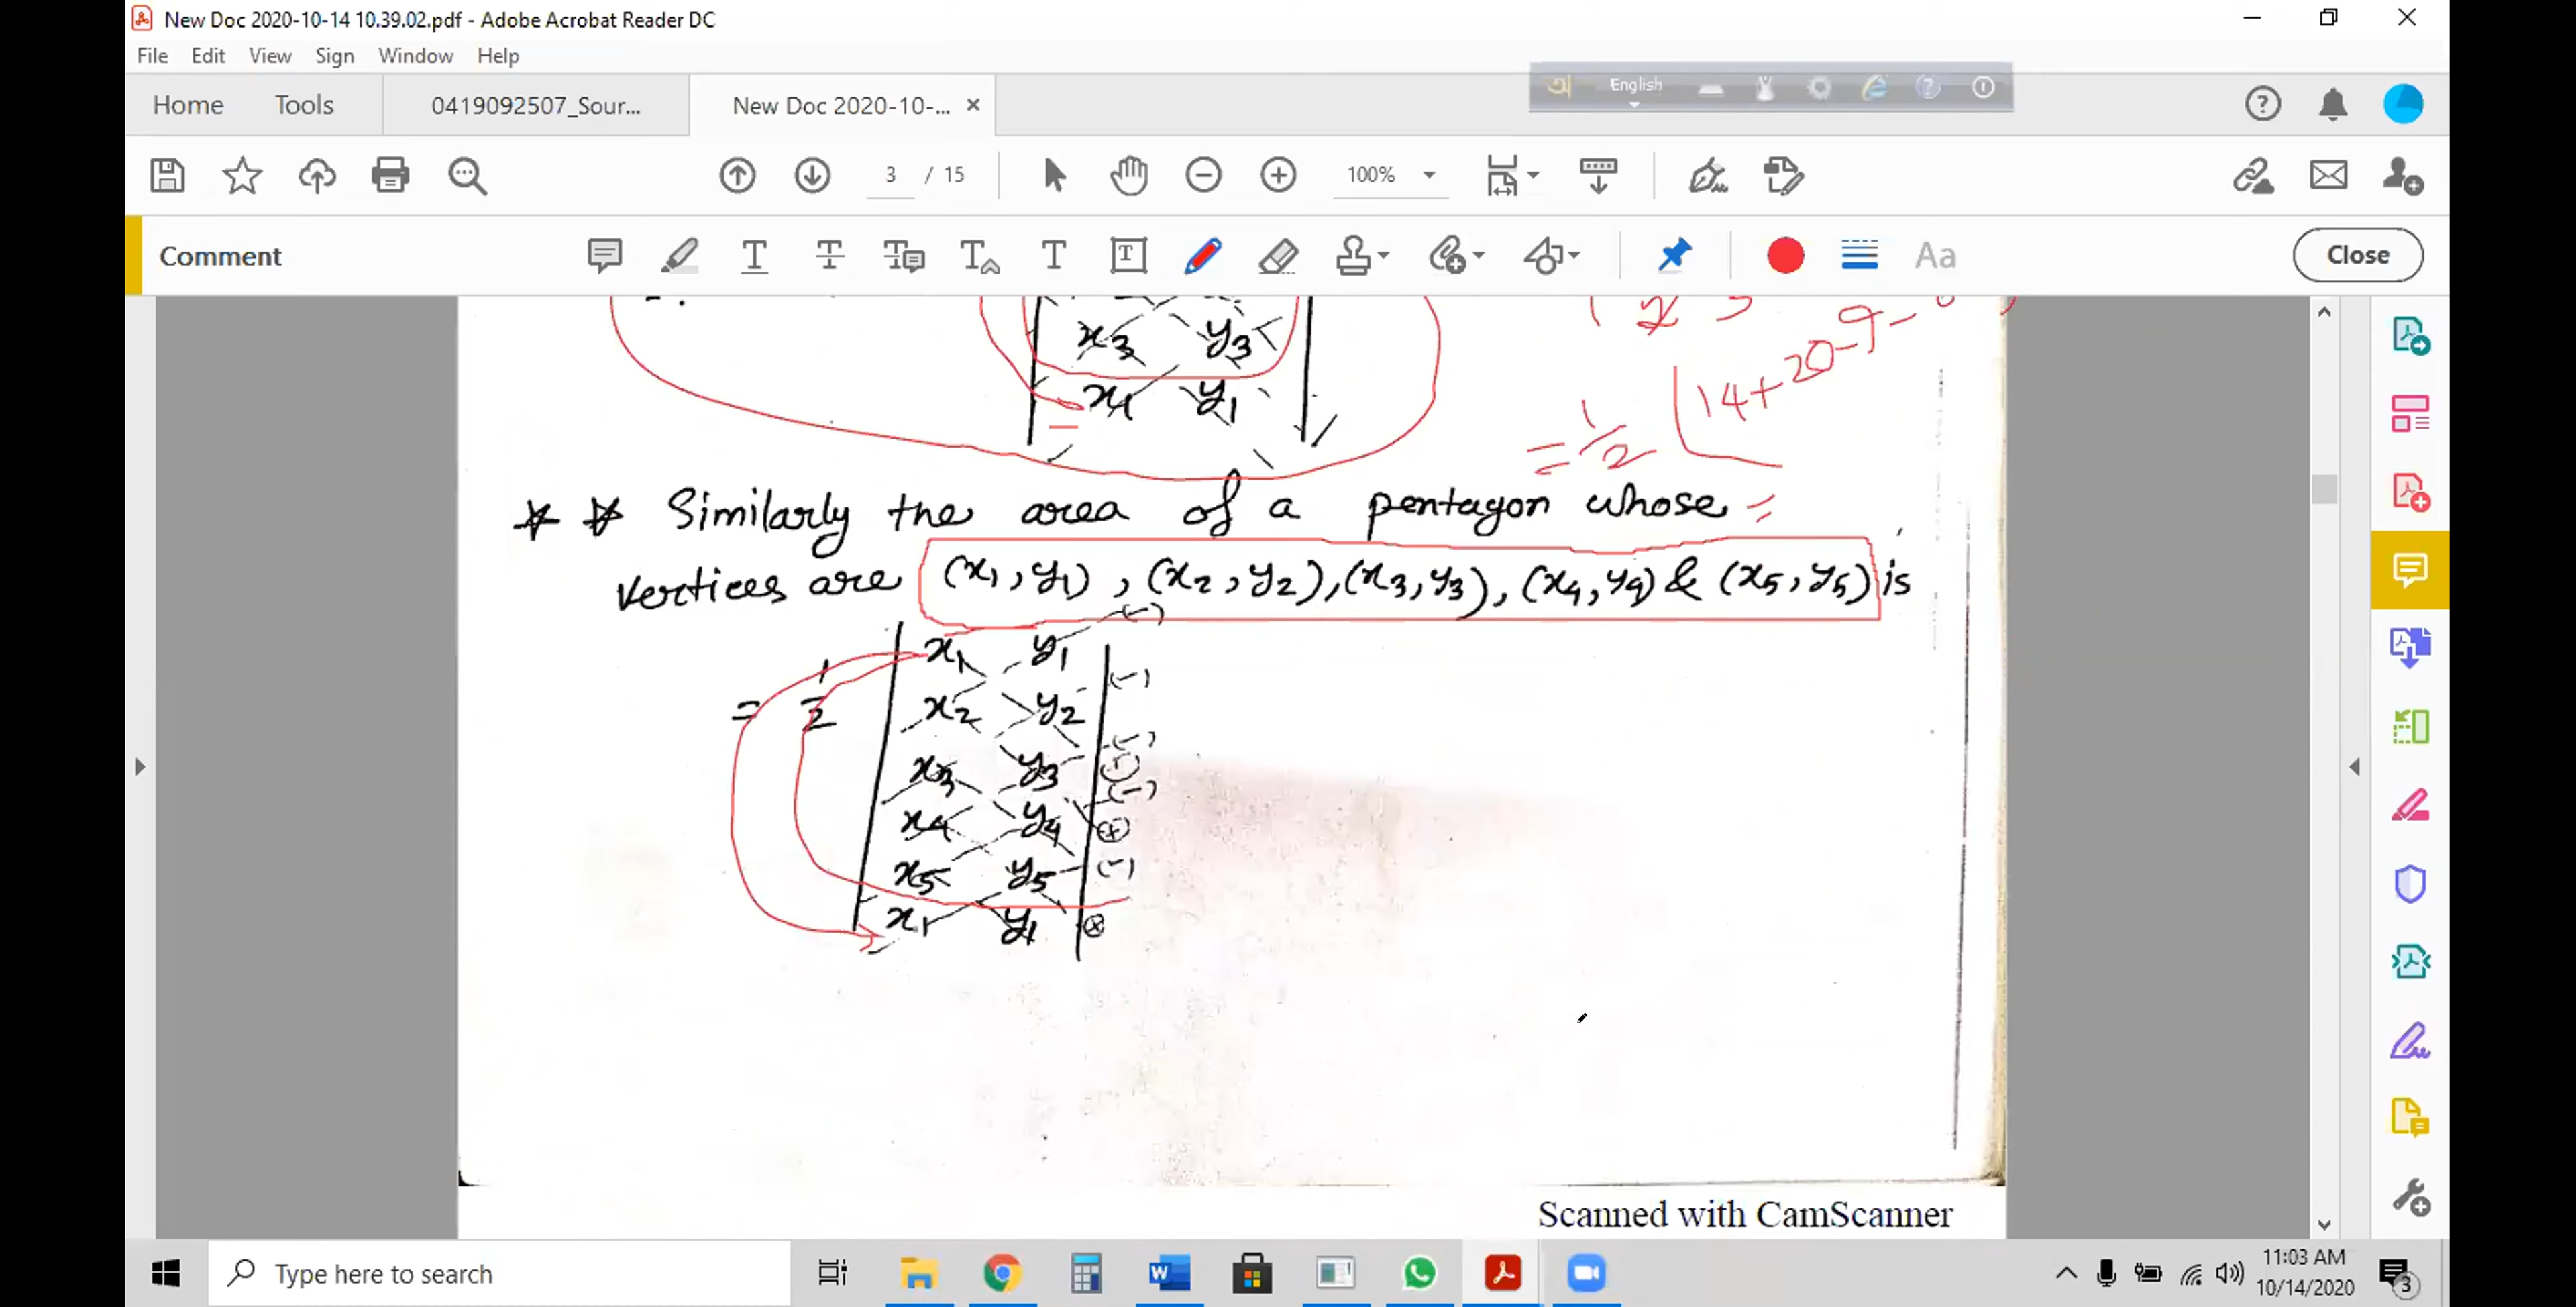 New Doc 2020-10-14 10.39.02.pdf - Adobe Acrobat Reader DC
File Edit View Sign Window Help
English
Home Tools 0419092507_Sour... New Doc 2020-10-... ×
3 / 15 100%
Comment Close
x3 y3
x1 y1
14+20-9-
= 1/2
Similarly the area of a pentagon whose =
vertices are (x1, y1), (x2, y2), (x3, y3), (x4, y4) & (x5, y5) is
x1 y1 (-)
= 1/2 x2 y2 (-)
x3 y3 (-) (+)
x4 y4 (-) (+)
x5 y5 (-)
x1 y1
Scanned with CamScanner
Type here to search
11:03 AM
10/14/2020
3